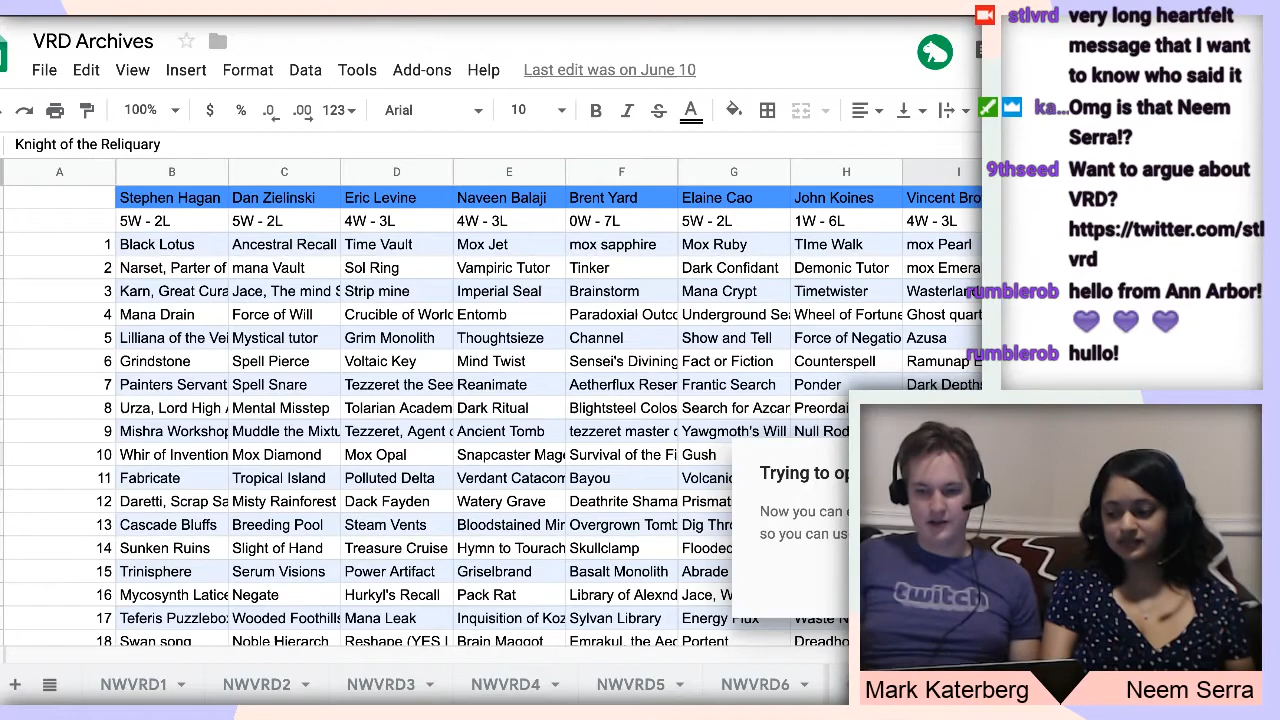 VRD Archives
File Edit View Insert Format Data Tools Add-ons Help Last edit was on June 10
100% $ % .0 .00 123 Arial 10 B I S A
Knight of the Reliquary
A B C D E F G H I
Stephen Hagan Dan Zielinski Eric Levine Naveen Balaji Brent Yard Elaine Cao John Koines Vincent Bro
5W - 2L 5W - 2L 4W - 3L 4W - 3L 0W - 7L 5W - 2L 1W - 6L 4W - 3L
1 Black Lotus Ancestral Recall Time Vault Mox Jet mox sapphire Mox Ruby TIme Walk mox Pearl
2 Narset, Parter of mana Vault Sol Ring Vampiric Tutor Tinker Dark Confidant Demonic Tutor mox Emera
3 Karn, Great Cura Jace, The mind S Strip mine Imperial Seal Brainstorm Mana Crypt Timetwister Wasterland
4 Mana Drain Force of Will Crucible of World Entomb Paradoxial Outco Underground Sea Wheel of Fortune Ghost quart
5 Lilliana of the Vei Mystical tutor Grim Monolith Thoughtsieze Channel Show and Tell Force of Negatio Azusa
6 Grindstone Spell Pierce Voltaic Key Mind Twist Sensei's Divining Fact or Fiction Counterspell Ramunap E
7 Painters Servant Spell Snare Tezzeret the See Reanimate Aetherflux Reser Frantic Search Ponder Dark Depths
8 Urza, Lord High Mental Misstep Tolarian Academ Dark Ritual Blightsteel Colos Search for Azcar Preordai
9 Mishra Workshop Muddle the Mixtu Tezzeret, Agent o Ancient Tomb tezzeret master o Yawgmoth's Will Null Rod
10 Whir of Invention Mox Diamond Mox Opal Snapcaster Mage Survival of the Fi Gush
11 Fabricate Tropical Island Polluted Delta Verdant Catacom Bayou Volcanic
12 Daretti, Scrap Sa Misty Rainforest Dack Fayden Watery Grave Deathrite Shama Prismat
13 Cascade Bluffs Breeding Pool Steam Vents Bloodstained Mir Overgrown Tomb Dig Thr
14 Sunken Ruins Slight of Hand Treasure Cruise Hymn to Tourach Skullclamp Flooded
15 Trinisphere Serum Visions Power Artifact Griselbrand Basalt Monolith Abrade
16 Mycosynth Latice Negate Hurkyl's Recall Pack Rat Library of Alexnd Jace, W
17 Teferis Puzzlebo Wooded Foothills Mana Leak Inquisition of Koz Sylvan Library Energy Flux Waste N
18 Swan song Noble Hierarch Reshape (YES I Brain Maggot Emrakul, the Aeo Portent Dreadho
Trying to op
Now you can e
so you can us
NWVRD1 NWVRD2 NWVRD3 NWVRD4 NWVRD5 NWVRD6
stlvrd very long heartfelt
message that I want
to know who said it
ka... Omg is that Neem
Serra!?
9thseed Want to argue about
VRD?
https://twitter.com/stl
vrd
rumblerob hello from Ann Arbor!
rumblerob hullo!
twitch
Mark Katerberg Neem Serra